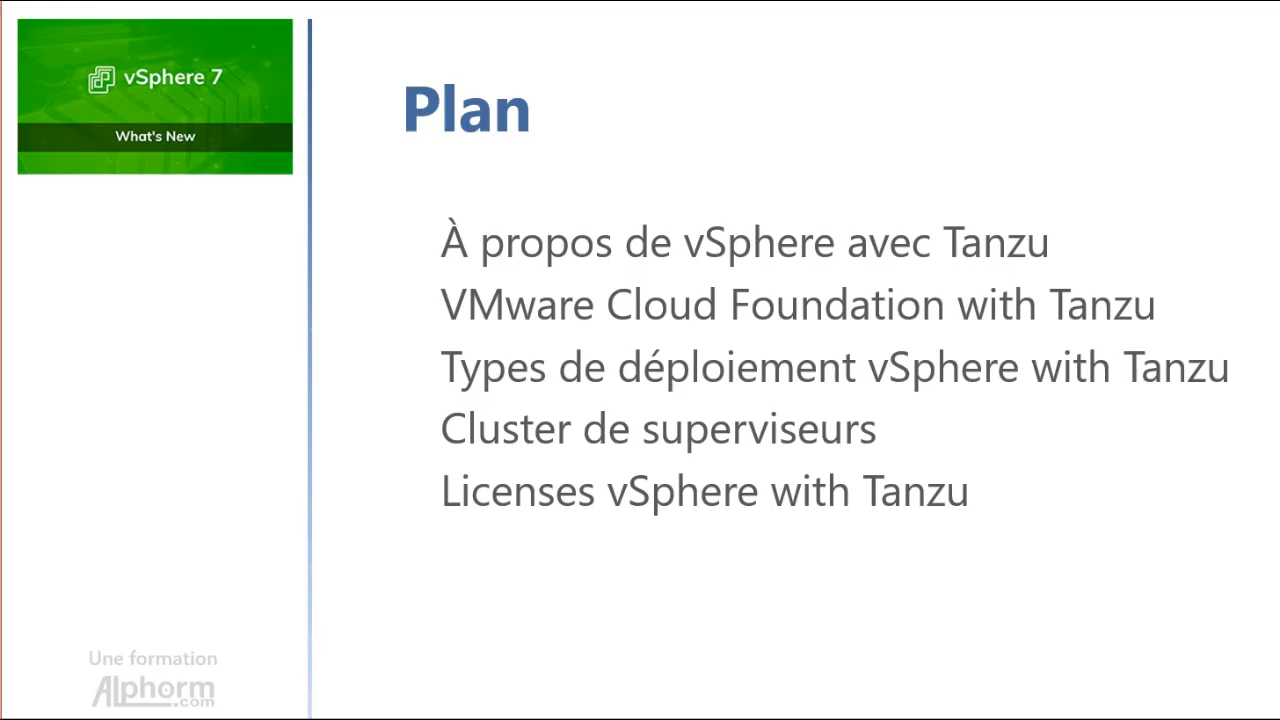 vSphere 7
What's New
Plan
À propos de vSphere avec Tanzu
VMware Cloud Foundation with Tanzu
Types de déploiement vSphere with Tanzu
Cluster de superviseurs
Licenses vSphere with Tanzu
Une formation
Alphorm
.com